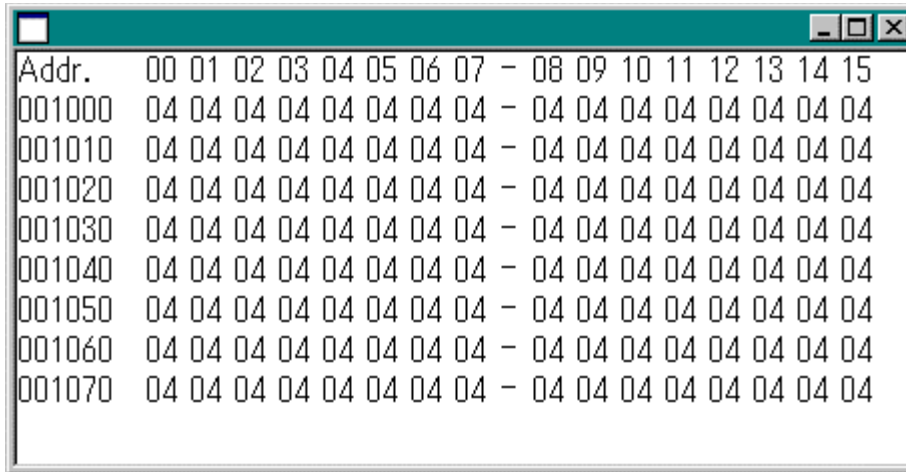 Addr. 00 01 02 03 04 05 06 07 - 08 09 10 11 12 13 14 15
001000 04 04 04 04 04 04 04 04 - 04 04 04 04 04 04 04 04
001010 04 04 04 04 04 04 04 04 - 04 04 04 04 04 04 04 04
001020 04 04 04 04 04 04 04 04 - 04 04 04 04 04 04 04 04
001030 04 04 04 04 04 04 04 04 - 04 04 04 04 04 04 04 04
001040 04 04 04 04 04 04 04 04 - 04 04 04 04 04 04 04 04
001050 04 04 04 04 04 04 04 04 - 04 04 04 04 04 04 04 04
001060 04 04 04 04 04 04 04 04 - 04 04 04 04 04 04 04 04
001070 04 04 04 04 04 04 04 04 - 04 04 04 04 04 04 04 04